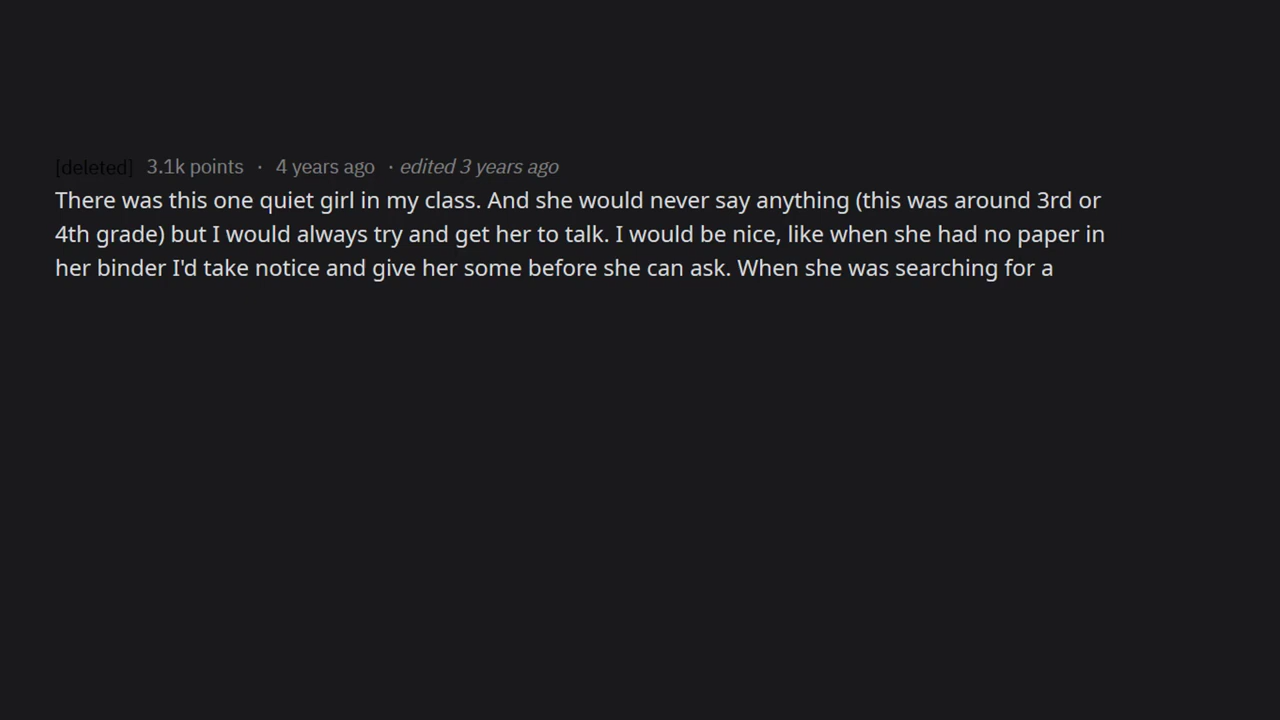 [deleted] 3.1k points · 4 years ago · edited 3 years ago
There was this one quiet girl in my class. And she would never say anything (this was around 3rd or
4th grade) but I would always try and get her to talk. I would be nice, like when she had no paper in
her binder I'd take notice and give her some before she can ask. When she was searching for a